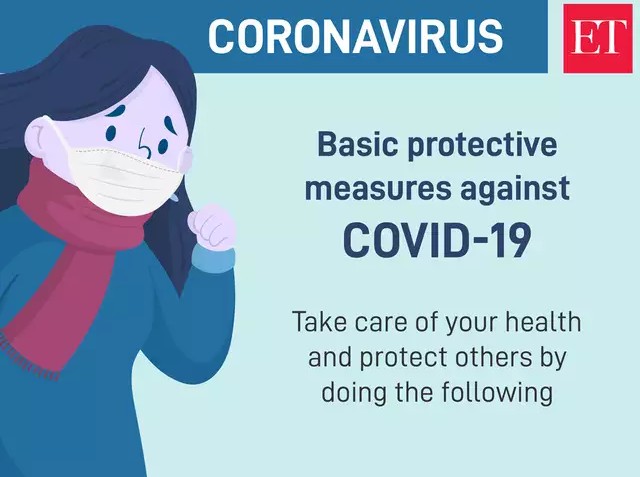 CORONAVIRUS
ET
Basic protective
measures against
COVID-19
Take care of your health
and protect others by
doing the following